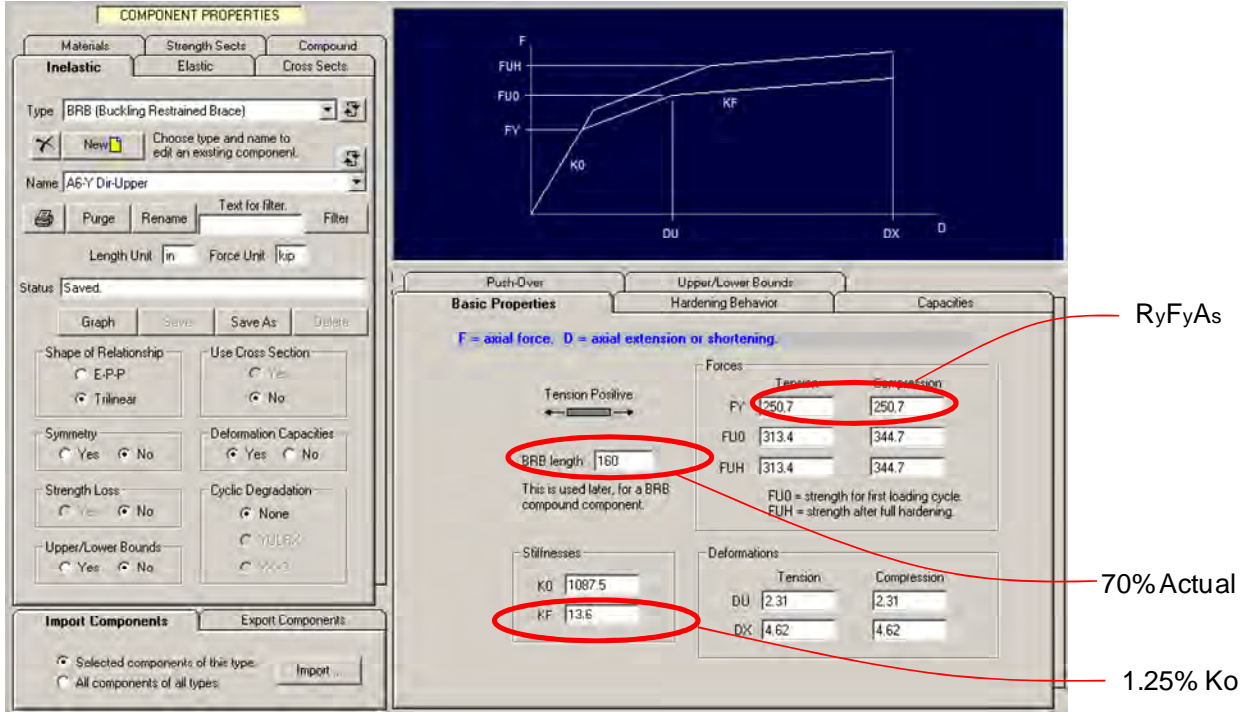 COMPONENT PROPERTIES
Materials Strength Sects Compound
Inelastic Elastic Cross Sects.
Type BRB (Buckling Restrained Brace)
New Choose type and name to
edit an existing component.
Name A6-Y Dir-Upper
Purge Rename Text for filter. Filter
Length Unit in Force Unit kip
Status Saved.
Graph Save Save As Delete
Shape of Relationship Use Cross Section
E-P-P Yes
Trilinear No
Symmetry Deformation Capacities
Yes No Yes No
Strength Loss Cyclic Degradation
Yes No None
Upper/Lower Bounds YULRX
Yes No
Import Components Export Components
Selected components of this type.
All components of all types
Import ...
F
FUH
FU0
FY
K0
KF
DU
DX
D
Push-Over Upper/Lower Bounds
Basic Properties Hardening Behavior Capacities
F = axial force. D = axial extension or shortening.
Tension Positive
BRB length 160
This is used later, for a BRB
compound component.
Forces
Tension Compression
FY 250.7 250.7
FU0 313.4 344.7
FUH 313.4 344.7
FU0 = strength for first loading cycle.
FUH = strength after full hardening.
Stiffnesses
K0 1087.5
KF 13.6
Deformations
Tension Compression
DU 2.31 2.31
DX 4.62 4.62
RyFyAs
70% Actual
1.25% Ko